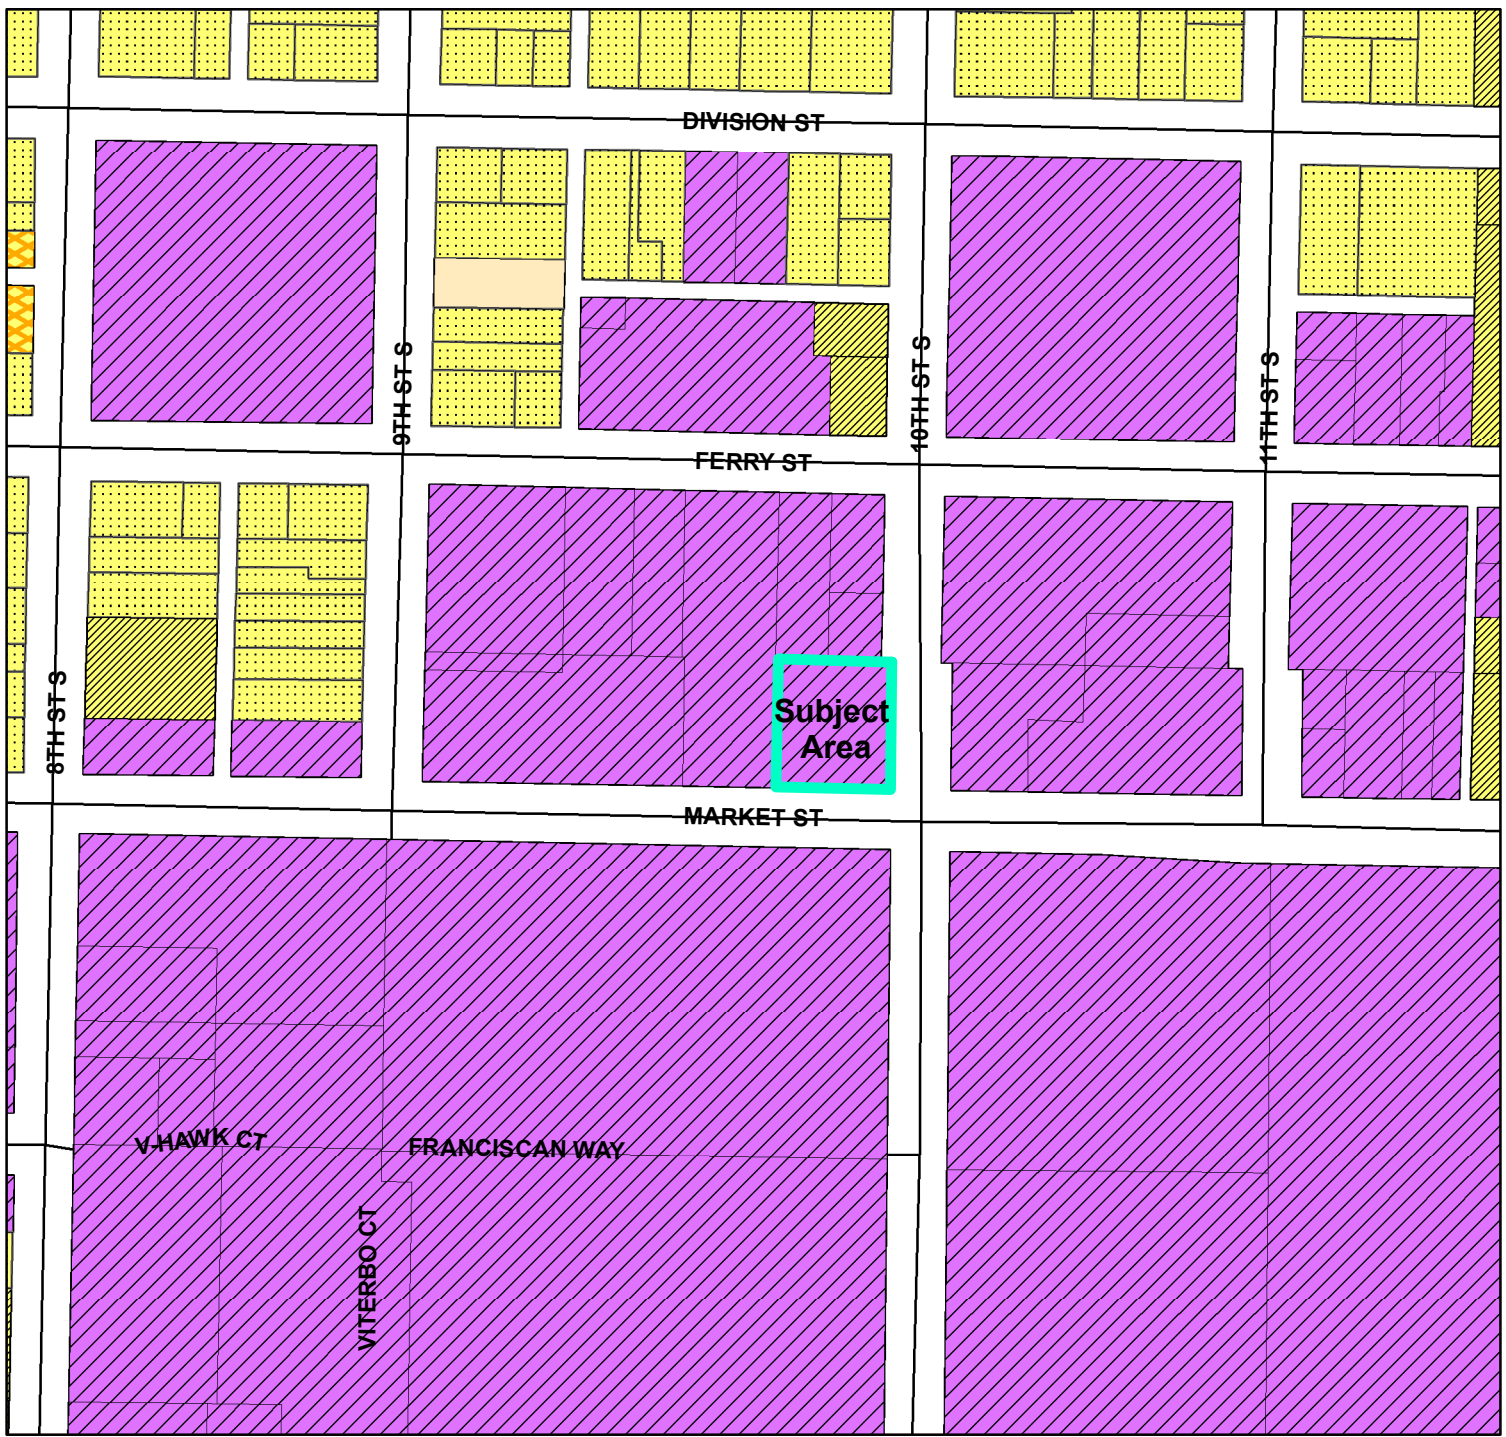 DIVISION ST
9TH ST S
10TH ST S
11TH ST S
FERRY ST
8TH ST S
Subject
Area
MARKET ST
V-HAWK CT
FRANCISCAN WAY
VITERBO CT